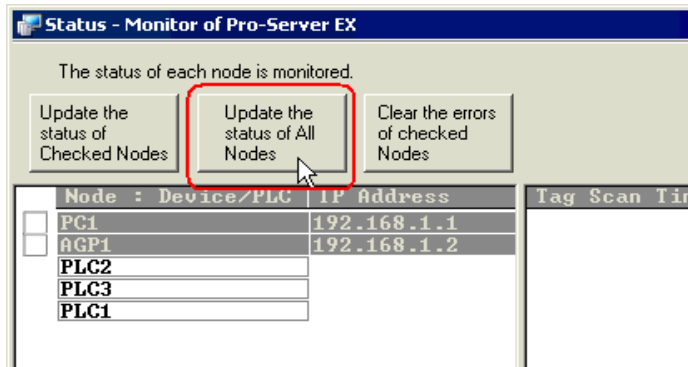 Status - Monitor of Pro-Server EX
The status of each node is monitored.
Update the
status of
Checked Nodes
Update the
status of All
Nodes
Clear the errors
of checked
Nodes
Node : Device/PLC IP Address Tag Scan Tim
PC1 192.168.1.1
AGP1 192.168.1.2
PLC2
PLC3
PLC1